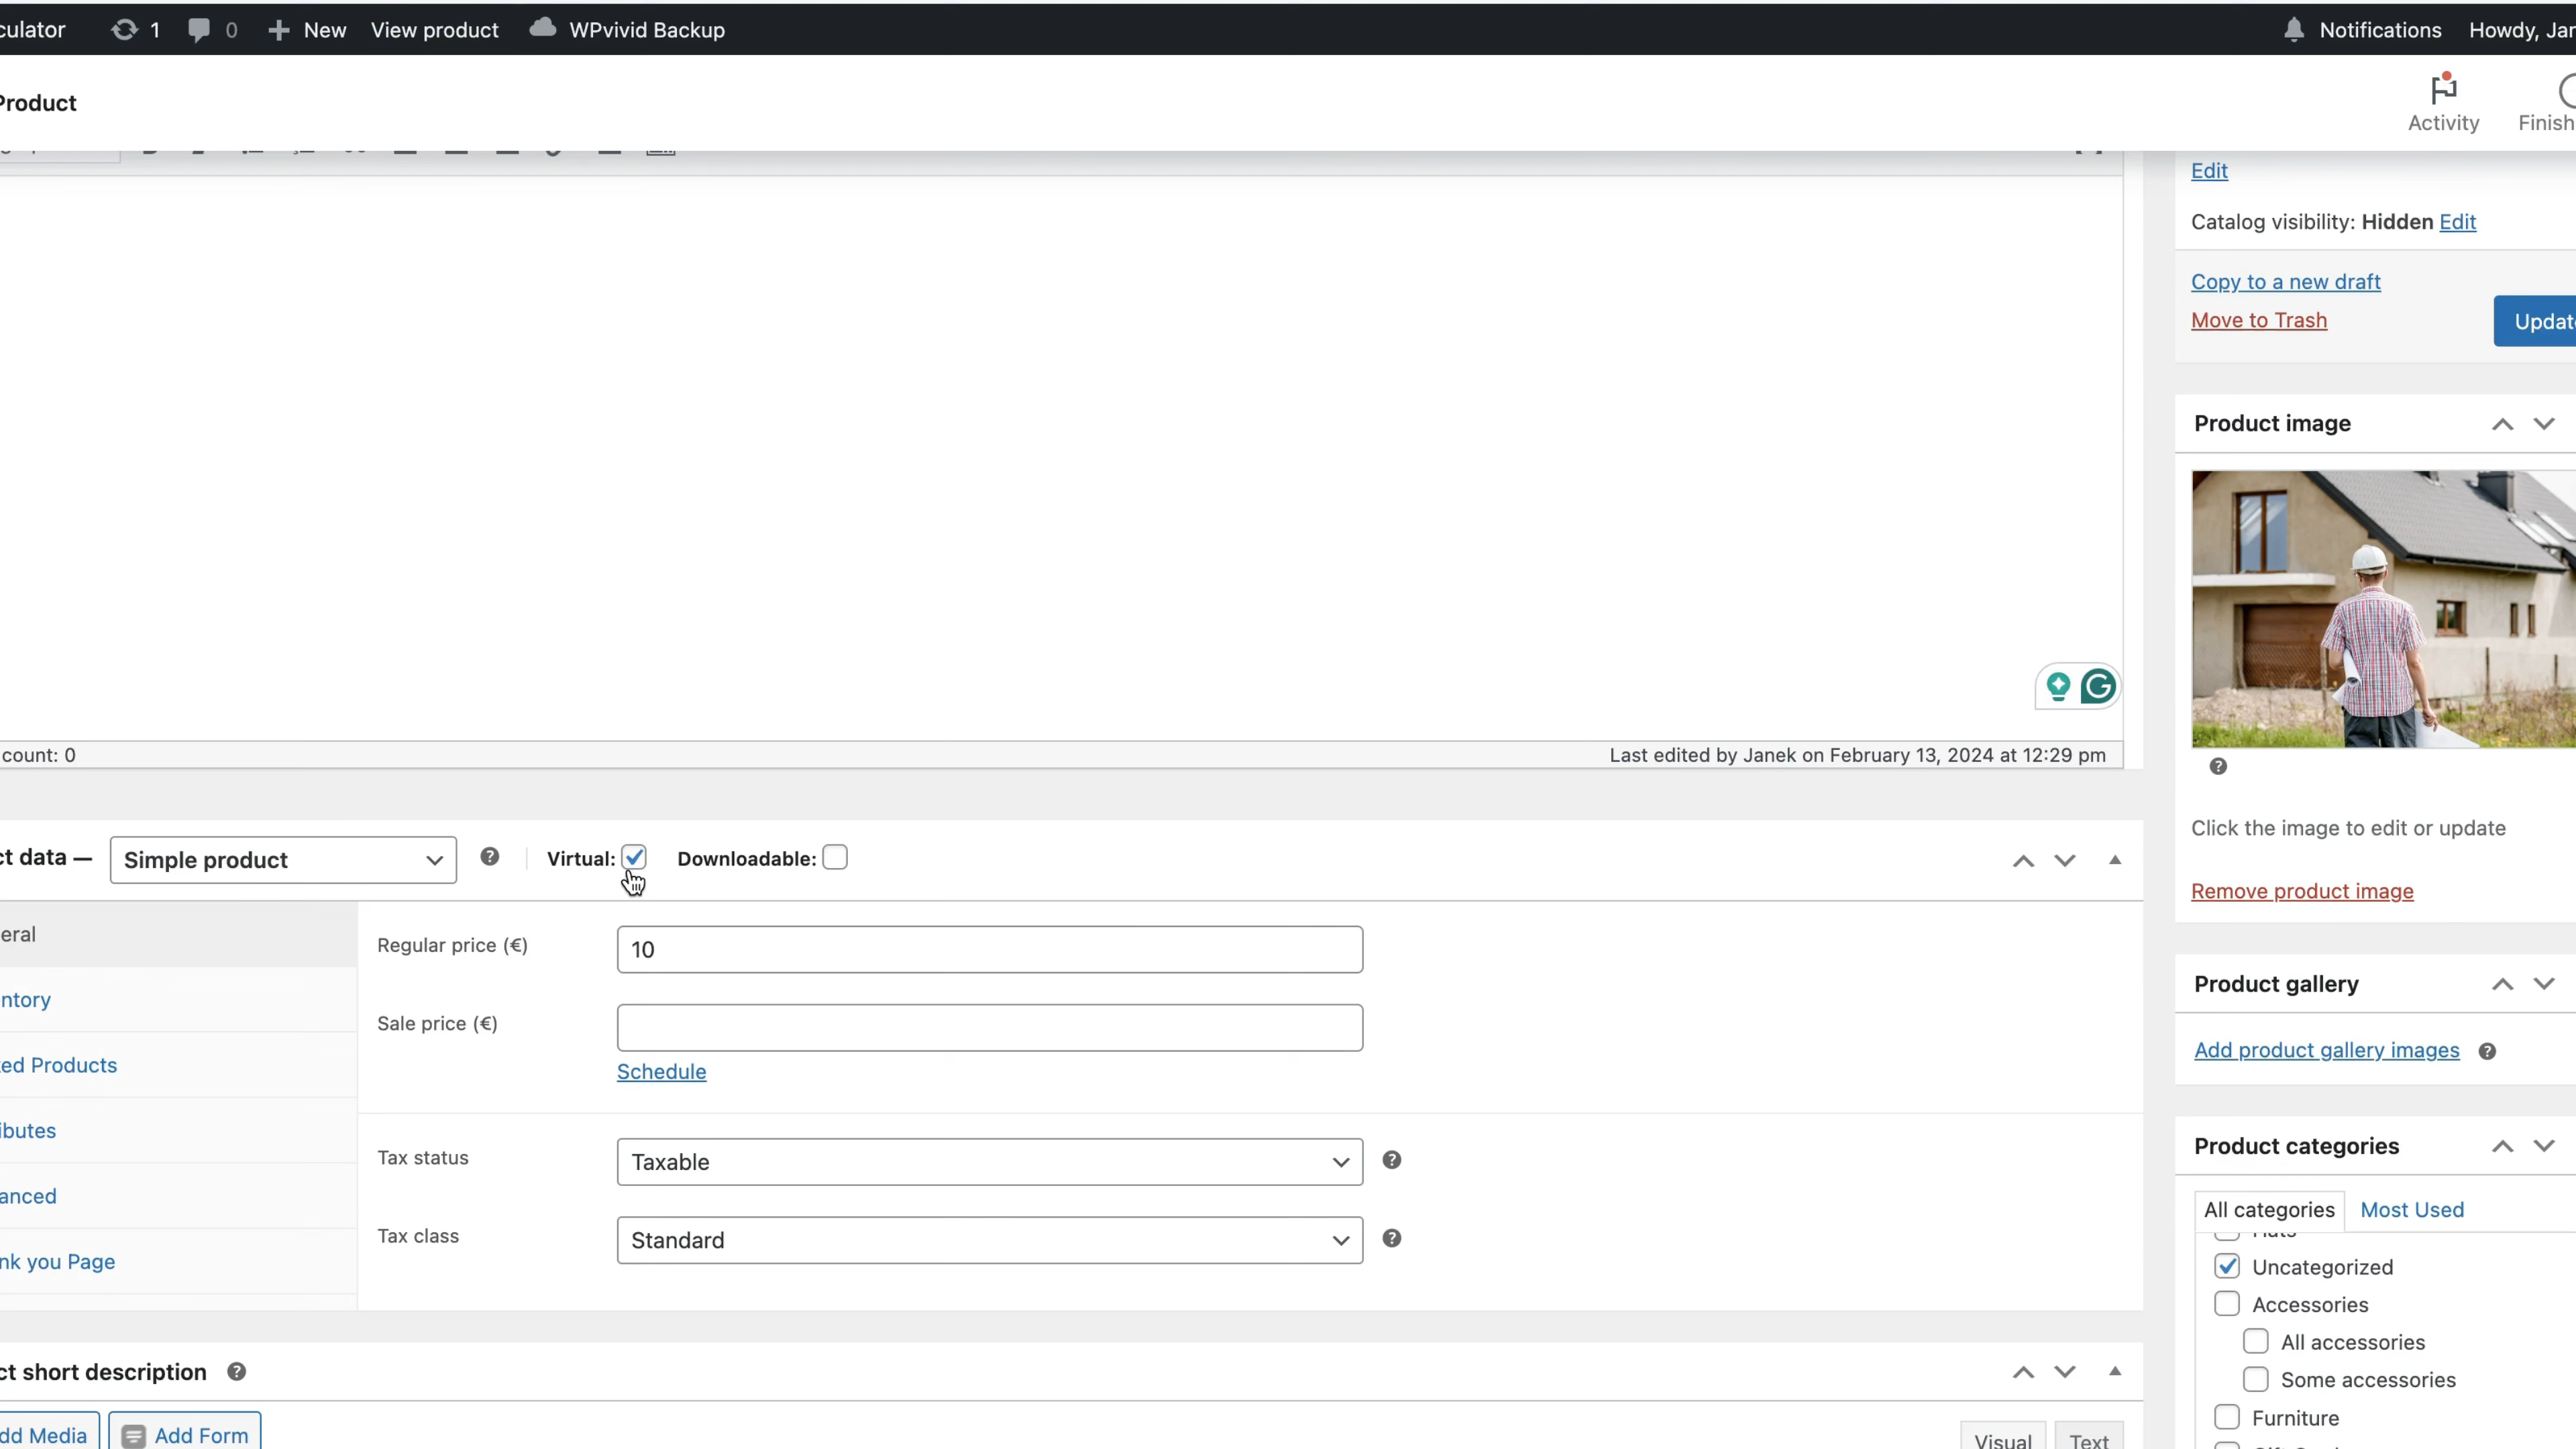 culator 1 0 New View product WPvivid Backup Notifications Howdy, Jan
Product
Activity
Finish
Edit
Catalog visibility: Hidden Edit
Copy to a new draft
Move to Trash
Updat
Product image
count: 0
Last edited by Janek on February 13, 2024 at 12:29 pm
Click the image to edit or update
Remove product image
ct data — Simple product Virtual: Downloadable:
eral
Regular price (€) 10
ntory
Sale price (€)
Schedule
ed Products
ibutes
Tax status Taxable
anced
Tax class Standard
nk you Page
Product gallery
Add product gallery images
Product categories
All categories Most Used
Uncategorized
Accessories
All accessories
Some accessories
Furniture
ct short description
dd Media Add Form
Visual Text